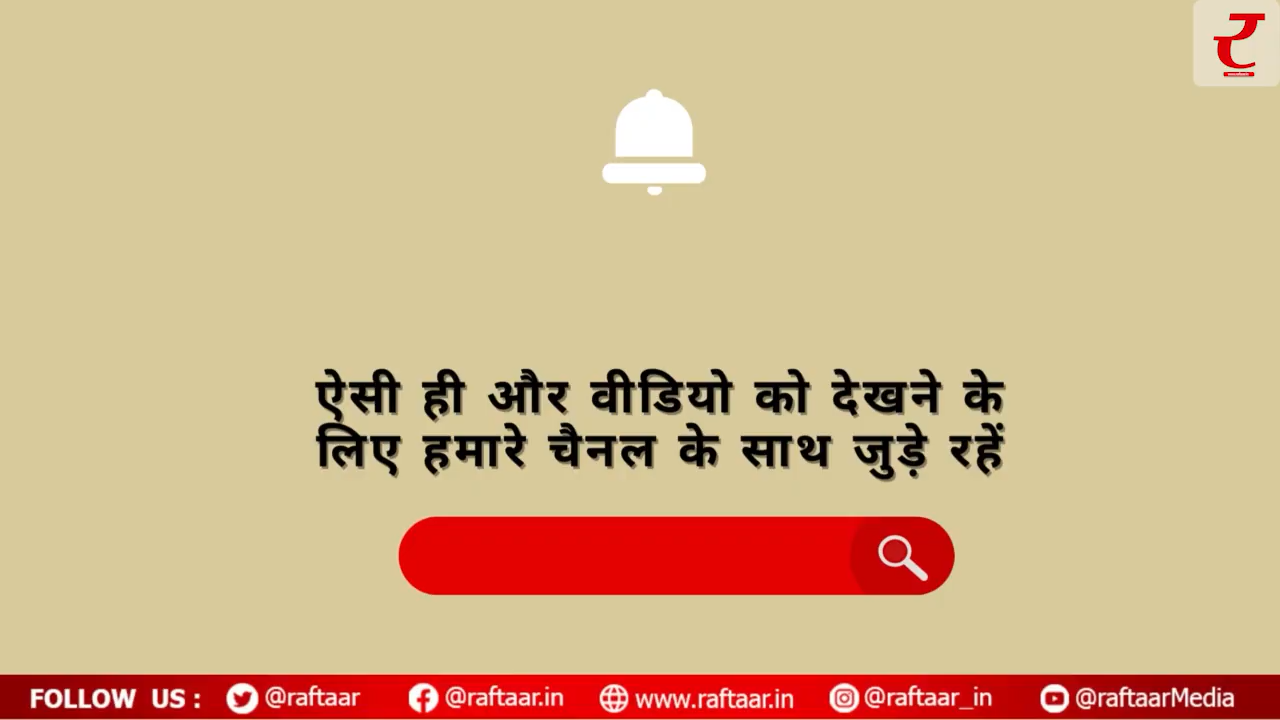 ऐसी ही और वीडियो को देखने के
लिए हमारे चैनल के साथ जुड़े रहें
FOLLOW US : @raftaar @raftaar.in www.raftaar.in @raftaar_in @raftaarMedia